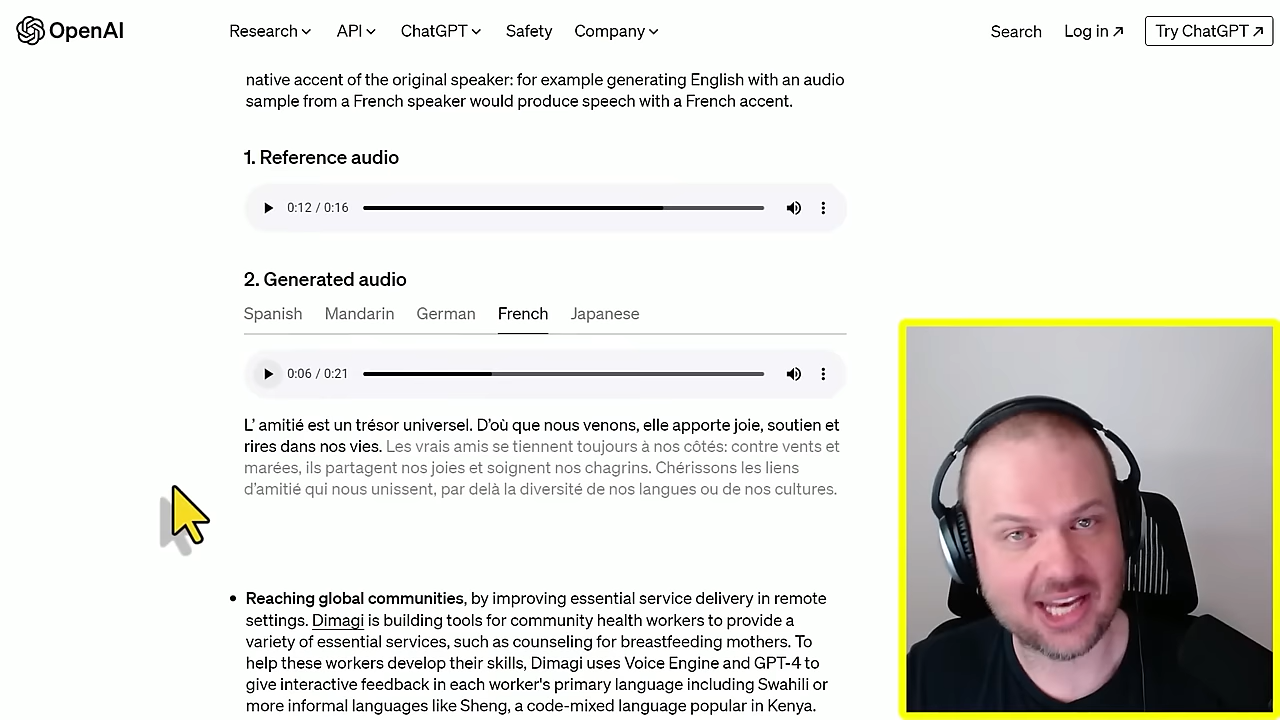 OpenAI
Research API ChatGPT Safety Company Search Log in ↗ Try ChatGPT ↗
native accent of the original speaker: for example generating English with an audio
sample from a French speaker would produce speech with a French accent.
1. Reference audio
0:12 / 0:16
2. Generated audio
Spanish Mandarin German French Japanese
0:06 / 0:21
L’ amitié est un trésor universel. D’où que nous venons, elle apporte joie, soutien et
rires dans nos vies. Les vrais amis se tiennent toujours à nos côtés: contre vents et
marées, ils partagent nos joies et soignent nos chagrins. Chérissons les liens
d’amitié qui nous unissent, par delà la diversité de nos langues ou de nos cultures.
• Reaching global communities, by improving essential service delivery in remote
settings. Dimagi is building tools for community health workers to provide a
variety of essential services, such as counseling for breastfeeding mothers. To
help these workers develop their skills, Dimagi uses Voice Engine and GPT-4 to
give interactive feedback in each worker's primary language including Swahili or
more informal languages like Sheng, a code-mixed language popular in Kenya.